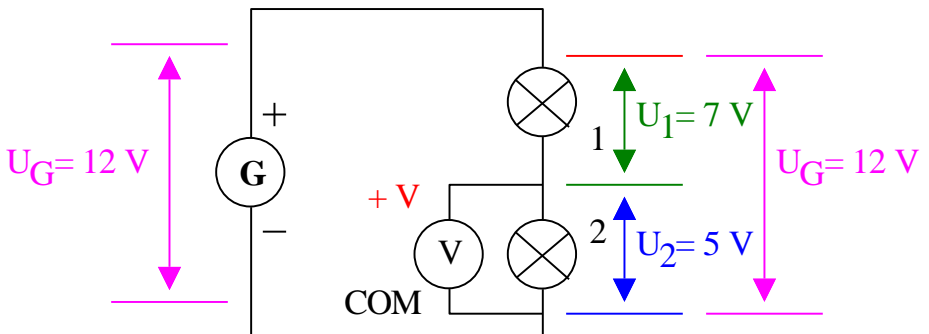 U_G= 12 V
+
G
−
+ V
V
COM
1
2
U_1= 7 V
U_2= 5 V
U_G= 12 V